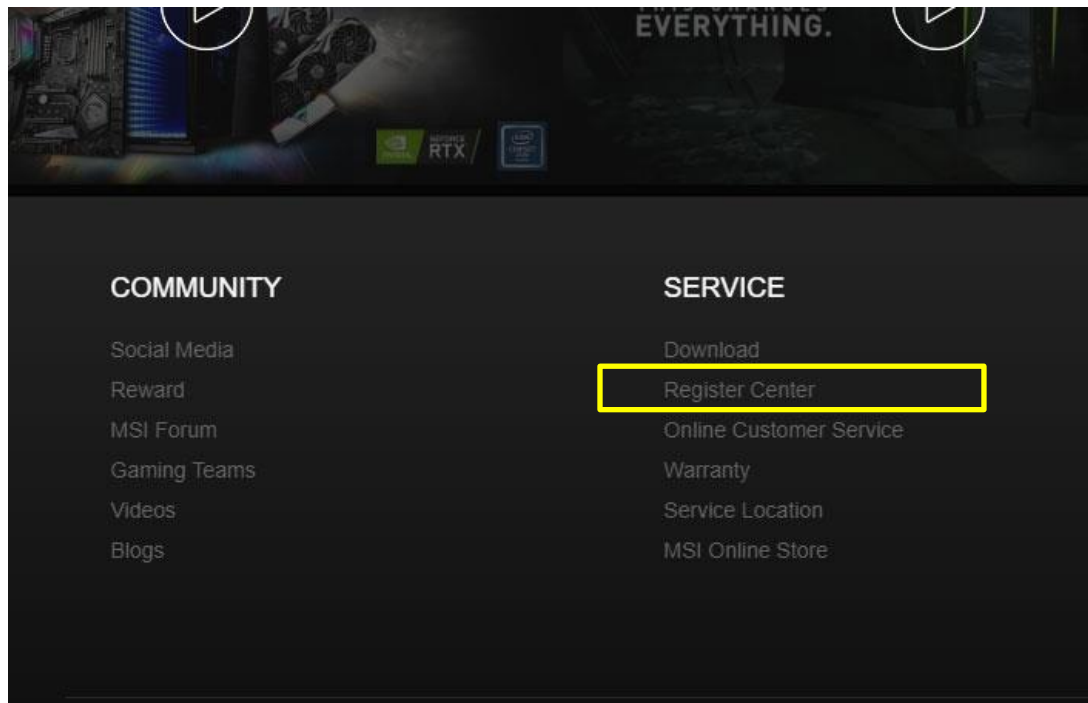 EVERYTHING.
RTX
COMMUNITY
Social Media
Reward
MSI Forum
Gaming Teams
Videos
Blogs
SERVICE
Download
Register Center
Online Customer Service
Warranty
Service Location
MSI Online Store